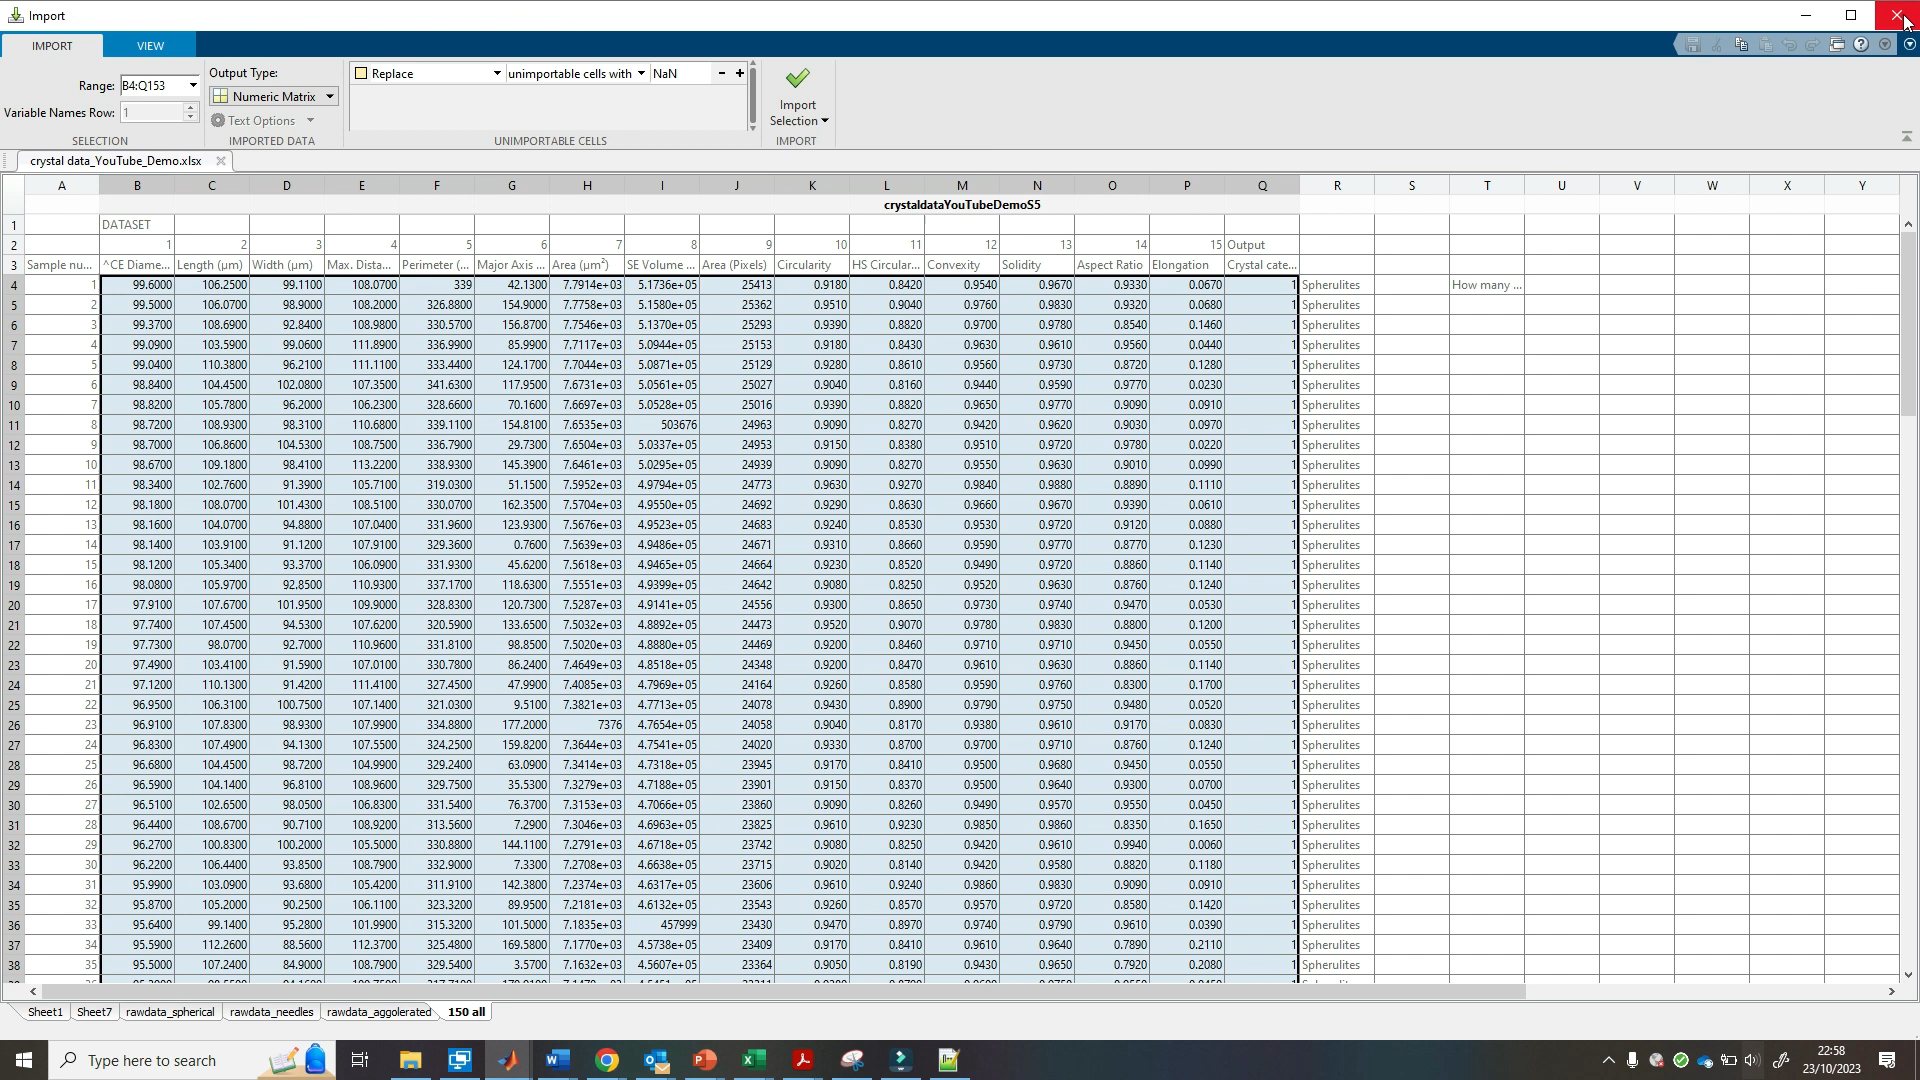 Import
IMPORT VIEW
Range: B4:Q153 Output Type: Replace unimportable cells with NaN - +
Numeric Matrix
Variable Names Row: 1 Text Options Import Selection
SELECTION IMPORTED DATA UNIMPORTABLE CELLS IMPORT
crystal data_YouTube_Demo.xlsx
A B C D E F G H I J K L M N O P Q R S T U V W X Y
crystaldataYouTubeDemoS5
1 DATASET
2 1 2 3 4 5 6 7 8 9 10 11 12 13 14 15 Output
3 Sample nu... ^CE Diame... Length (µm) Width (µm) Max. Dista... Perimeter (... Major Axis ... Area (µm²) SE Volume ... Area (Pixels) Circularity HS Circular... Convexity Solidity Aspect Ratio Elongation Crystal cate...
4 1 99.6000 106.2500 99.1100 108.0700 339 42.1300 7.7914e+03 5.1736e+05 25413 0.9180 0.8420 0.9540 0.9670 0.9330 0.0670 1 Spherulites How many ...
5 2 99.5000 106.0700 98.9000 108.2000 326.8800 154.9000 7.7758e+03 5.1580e+05 25362 0.9510 0.9040 0.9760 0.9830 0.9320 0.0680 1 Spherulites
6 3 99.3700 108.6900 92.8400 108.9800 330.5700 156.8700 7.7546e+03 5.1370e+05 25293 0.9390 0.8820 0.9700 0.9780 0.8540 0.1460 1 Spherulites
7 4 99.0900 103.5900 99.0600 111.8900 336.9900 85.9900 7.7117e+03 5.0944e+05 25153 0.9180 0.8430 0.9630 0.9610 0.9560 0.0440 1 Spherulites
8 5 99.0400 110.3800 96.2100 111.1100 333.4400 124.1700 7.7044e+03 5.0871e+05 25129 0.9280 0.8610 0.9560 0.9730 0.8720 0.1280 1 Spherulites
9 6 98.8400 104.4500 102.0800 107.3500 341.6300 117.9500 7.6731e+03 5.0561e+05 25027 0.9040 0.8160 0.9440 0.9590 0.9770 0.0230 1 Spherulites
10 7 98.8200 105.7800 96.2000 106.2300 328.6600 70.1600 7.6697e+03 5.0528e+05 25016 0.9390 0.8820 0.9650 0.9770 0.9090 0.0910 1 Spherulites
11 8 98.7200 108.9300 98.3100 110.6800 339.1100 154.8100 7.6535e+03 503676 24963 0.9090 0.8270 0.9420 0.9620 0.9030 0.0970 1 Spherulites
12 9 98.7000 106.8600 104.5300 108.7500 336.7900 29.7300 7.6504e+03 5.0337e+05 24953 0.9150 0.8380 0.9510 0.9720 0.9780 0.0220 1 Spherulites
13 10 98.6700 109.1800 98.4100 113.2200 338.9300 145.3900 7.6461e+03 5.0295e+05 24939 0.9090 0.8270 0.9550 0.9630 0.9010 0.0990 1 Spherulites
14 11 98.3400 102.7600 91.3900 105.7100 319.0300 51.1500 7.5952e+03 4.9794e+05 24773 0.9630 0.9270 0.9840 0.9880 0.8890 0.1110 1 Spherulites
15 12 98.1800 108.0700 101.4300 108.5100 330.0700 162.3500 7.5704e+03 4.9550e+05 24692 0.9290 0.8630 0.9660 0.9670 0.9390 0.0610 1 Spherulites
16 13 98.1600 104.0700 94.8800 107.0400 331.9600 123.9300 7.5676e+03 4.9523e+05 24683 0.9240 0.8530 0.9530 0.9720 0.9120 0.0880 1 Spherulites
17 14 98.1400 103.9100 91.1200 107.9100 329.3600 0.7600 7.5639e+03 4.9486e+05 24671 0.9310 0.8660 0.9590 0.9770 0.8770 0.1230 1 Spherulites
18 15 98.1200 105.3400 93.3700 106.0900 331.9300 45.6200 7.5618e+03 4.9465e+05 24664 0.9230 0.8520 0.9490 0.9720 0.8860 0.1140 1 Spherulites
19 16 98.0800 105.9700 92.8500 110.9300 337.1700 118.6300 7.5551e+03 4.9399e+05 24642 0.9080 0.8250 0.9520 0.9630 0.8760 0.1240 1 Spherulites
20 17 97.9100 107.6700 101.9500 109.9000 328.8300 120.7300 7.5287e+03 4.9141e+05 24556 0.9300 0.8650 0.9730 0.9740 0.9470 0.0530 1 Spherulites
21 18 97.7400 107.4500 94.5300 107.6200 320.5900 133.6500 7.5032e+03 4.8892e+05 24473 0.9520 0.9070 0.9780 0.9830 0.8800 0.1200 1 Spherulites
22 19 97.7300 98.0700 92.7000 110.9600 331.8100 98.8500 7.5020e+03 4.8880e+05 24469 0.9200 0.8460 0.9710 0.9710 0.9450 0.0550 1 Spherulites
23 20 97.4900 103.4100 91.5900 107.0100 330.7800 86.2400 7.4649e+03 4.8518e+05 24348 0.9200 0.8470 0.9610 0.9630 0.8860 0.1140 1 Spherulites
24 21 97.1200 110.1300 91.4200 111.4100 327.4500 47.9900 7.4085e+03 4.7969e+05 24164 0.9260 0.8580 0.9590 0.9760 0.8300 0.1700 1 Spherulites
25 22 96.9500 106.3100 100.7500 107.1400 321.0300 9.5100 7.3821e+03 4.7713e+05 24078 0.9430 0.8900 0.9790 0.9750 0.9480 0.0520 1 Spherulites
26 23 96.9100 107.8300 98.9300 107.9900 334.8800 177.2000 7376 4.7654e+05 24058 0.9040 0.8170 0.9380 0.9610 0.9170 0.0830 1 Spherulites
27 24 96.8300 107.4900 94.1300 107.5500 324.2500 159.8200 7.3644e+03 4.7541e+05 24020 0.9330 0.8700 0.9700 0.9710 0.8760 0.1240 1 Spherulites
28 25 96.6800 104.4500 98.7200 104.9900 329.2400 63.0900 7.3414e+03 4.7318e+05 23945 0.9170 0.8410 0.9500 0.9680 0.9450 0.0550 1 Spherulites
29 26 96.5900 104.1400 96.8100 108.9600 329.7500 35.5300 7.3279e+03 4.7188e+05 23901 0.9150 0.8370 0.9500 0.9640 0.9300 0.0700 1 Spherulites
30 27 96.5100 102.6500 98.0500 106.8300 331.5400 76.3700 7.3153e+03 4.7066e+05 23860 0.9090 0.8260 0.9490 0.9570 0.9550 0.0450 1 Spherulites
31 28 96.4400 108.6700 90.7100 108.9200 313.5600 7.2900 7.3046e+03 4.6963e+05 23825 0.9610 0.9230 0.9850 0.9860 0.8350 0.1650 1 Spherulites
32 29 96.2700 100.8300 100.2000 105.5000 330.8800 144.1100 7.2791e+03 4.6718e+05 23742 0.9080 0.8250 0.9420 0.9610 0.9940 0.0060 1 Spherulites
33 30 96.2200 106.4400 93.8500 108.7900 332.9000 7.3300 7.2708e+03 4.6638e+05 23715 0.9020 0.8140 0.9420 0.9580 0.8820 0.1180 1 Spherulites
34 31 95.9900 103.0900 93.6800 105.4200 311.9100 142.3800 7.2374e+03 4.6317e+05 23606 0.9610 0.9240 0.9860 0.9830 0.9090 0.0910 1 Spherulites
35 32 95.8700 105.2000 90.2500 106.1100 323.3200 89.9500 7.2181e+03 4.6132e+05 23543 0.9260 0.8570 0.9570 0.9720 0.8580 0.1420 1 Spherulites
36 33 95.6400 99.1400 95.2800 101.9900 315.3200 101.5000 7.1835e+03 457999 23430 0.9470 0.8970 0.9740 0.9790 0.9610 0.0390 1 Spherulites
37 34 95.5900 112.2600 88.5600 112.3700 325.4800 169.5800 7.1770e+03 4.5738e+05 23409 0.9170 0.8410 0.9610 0.9640 0.7890 0.2110 1 Spherulites
38 35 95.5000 107.2400 84.9000 108.7900 329.5400 3.5700 7.1632e+03 4.5607e+05 23364 0.9050 0.8190 0.9430 0.9650 0.7920 0.2080 1 Spherulites
Sheet1 Sheet7 rawdata_spherical rawdata_needles rawdata_agglolerated 150 all
Type here to search
22:58
23/10/2023